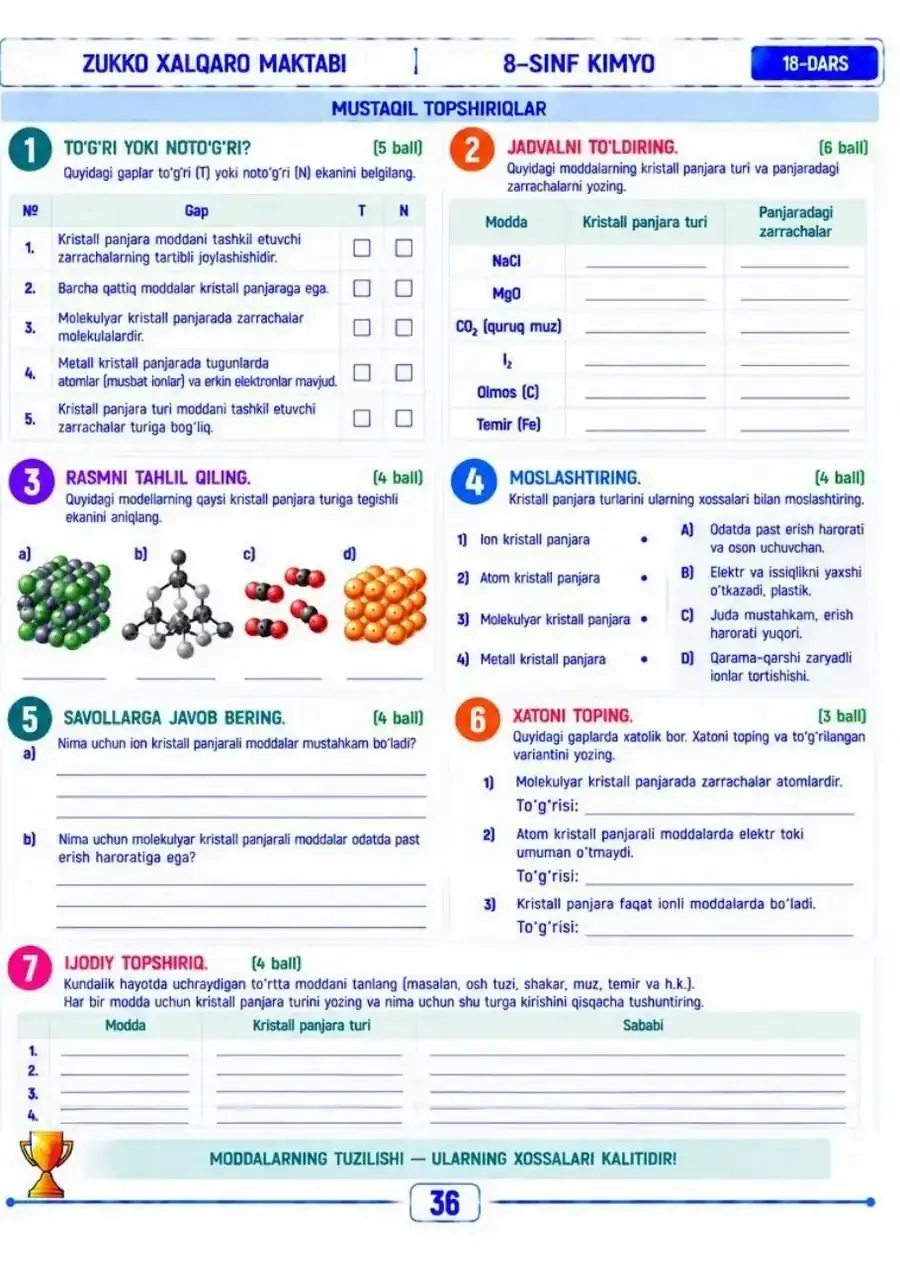 ZUKKO XALQARO MAKTABI
8-SINF KIMYO
18-DARS
MUSTAQIL TOPSHIRIQLAR
1
TO'G'RI YOKI NOTO'G'RI?
(5 ball)
Quyidagi gaplar to'g'ri (T) yoki noto'g'ri (N) ekanini belgilang.
№ Gap T N
1. Kristall panjara moddani tashkil etuvchi
zarrachalarning tartibli joylashishidir.
2. Barcha qattiq moddalar kristall panjaraga ega.
3. Molekulyar kristall panjarada zarrachalar
molekulalardir.
4. Metall kristall panjarada tugunlarda
atomlar (musbat ionlar) va erkin elektronlar mavjud.
5. Kristall panjara turi moddani tashkil etuvchi
zarrachalar turiga bog'liq.
2
JADVALNI TO'LDIRING.
(6 ball)
Quyidagi moddalarning kristall panjara turi va panjaradagi
zarrachalarni yozing.
Modda Kristall panjara turi Panjaradagi
zarrachalar
NaCl
MgO
CO₂ (quruq muz)
I₂
Olmos (C)
Temir (Fe)
3
RASMNI TAHLIL QILING.
(4 ball)
Quyidagi modellarning qaysi kristall panjara turiga tegishli
ekanini aniqlang.
a) b) c) d)
4
MOSLASHTIRING.
(4 ball)
Kristall panjara turlarini ularning xossalari bilan moslashtiring.
1) Ion kristall panjara •
2) Atom kristall panjara •
3) Molekulyar kristall panjara •
4) Metall kristall panjara •
A) Odatda past erish harorati
va oson uchuvchan.
B) Elektr va issiqlikni yaxshi
o'tkazadi, plastik.
C) Juda mustahkam, erish
harorati yuqori.
D) Qarama-qarshi zaryadli
ionlar tortishishi.
5
SAVOLLARGA JAVOB BERING.
(4 ball)
a) Nima uchun ion kristall panjarali moddalar mustahkam bo'ladi?
b) Nima uchun molekulyar kristall panjarali moddalar odatda past
erish haroratiga ega?
6
XATONI TOPING.
(3 ball)
Quyidagi gaplarda xatolik bor. Xatoni toping va to'g'rilangan
variantini yozing.
1) Molekulyar kristall panjarada zarrachalar atomlardir.
To'g'risi:
2) Atom kristall panjarali moddalarda elektr toki
umuman o'tmaydi.
To'g'risi:
3) Kristall panjara faqat ionli moddalarda bo'ladi.
To'g'risi:
7
IJODIY TOPSHIRIQ.
(4 ball)
Kundalik hayotda uchraydigan to'rtta moddani tanlang (masalan, osh tuzi, shakar, muz, temir va h.k.).
Har bir modda uchun kristall panjara turini yozing va nima uchun shu turga kirishini qisqacha tushuntiring.
Modda Kristall panjara turi Sababi
1.
2.
3.
4.
MODDALARNING TUZILISHI — ULARNING XOSSALARI KALITIDIR!
36